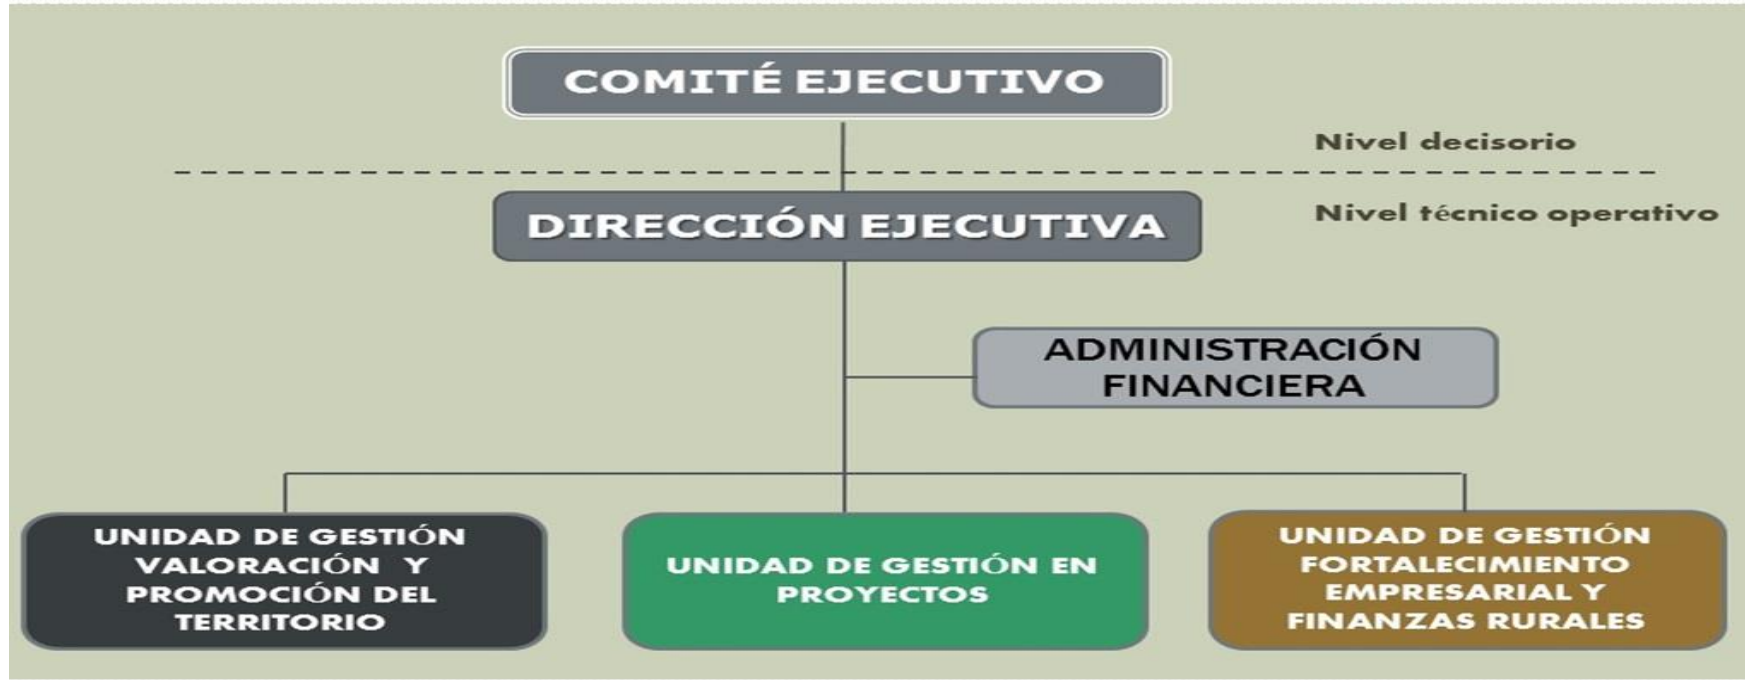 COMITÉ EJECUTIVO
Nivel decisorio
DIRECCIÓN EJECUTIVA
Nivel técnico operativo
ADMINISTRACIÓN
FINANCIERA
UNIDAD DE GESTIÓN
VALORACIÓN Y
PROMOCIÓN DEL
TERRITORIO
UNIDAD DE GESTIÓN EN
PROYECTOS
UNIDAD DE GESTIÓN
FORTALECIMIENTO
EMPRESARIAL Y
FINANZAS RURALES